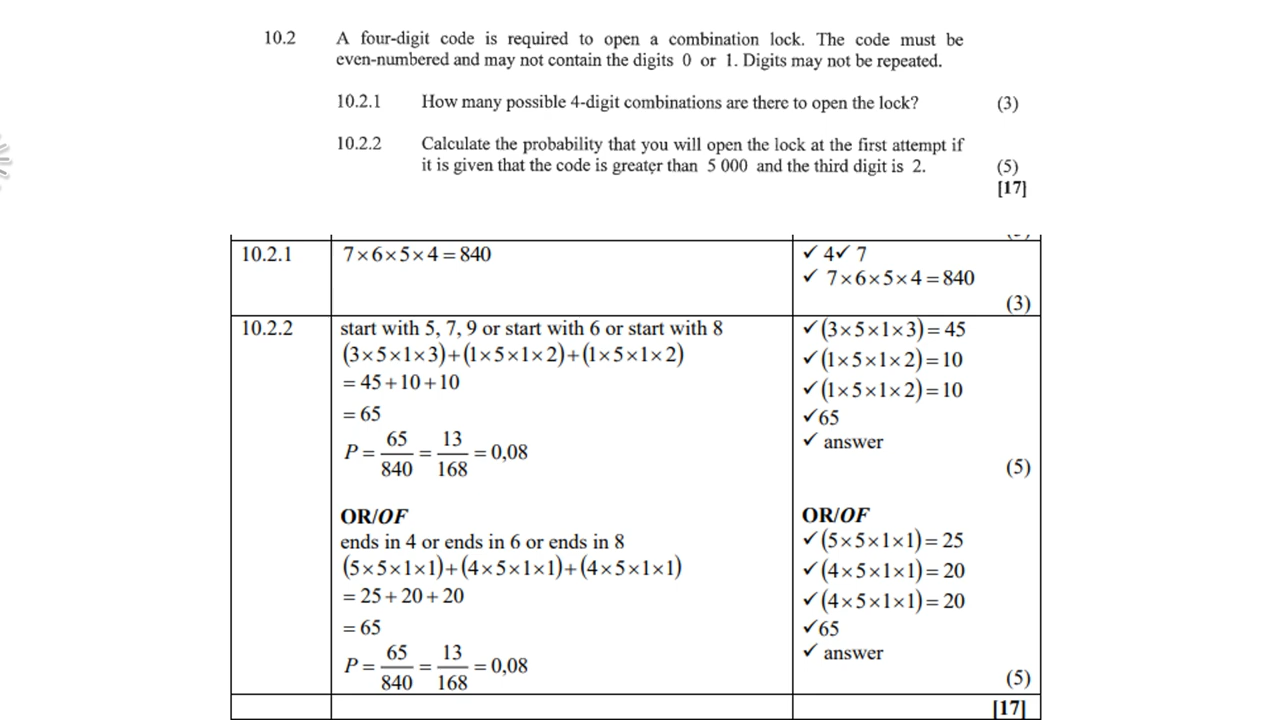 10.2 A four-digit code is required to open a combination lock. The code must be
even-numbered and may not contain the digits 0 or 1. Digits may not be repeated.
10.2.1 How many possible 4-digit combinations are there to open the lock? (3)
10.2.2 Calculate the probability that you will open the lock at the first attempt if
it is given that the code is greater than 5 000 and the third digit is 2. (5)
[17]
10.2.1 7×6×5×4=840 ✓ 4✓ 7
✓ 7×6×5×4=840
(3)
10.2.2 start with 5, 7, 9 or start with 6 or start with 8 ✓(3×5×1×3)=45
(3×5×1×3)+(1×5×1×2)+(1×5×1×2) ✓(1×5×1×2)=10
= 45+10+10 ✓(1×5×1×2)=10
= 65 ✓65
P = 65/840 = 13/168 = 0,08 ✓ answer
(5)
OR/OF OR/OF
ends in 4 or ends in 6 or ends in 8 ✓(5×5×1×1)=25
(5×5×1×1)+(4×5×1×1)+(4×5×1×1) ✓(4×5×1×1)=20
= 25+20+20 ✓(4×5×1×1)=20
= 65 ✓65
P = 65/840 = 13/168 = 0,08 ✓ answer
(5)
[17]